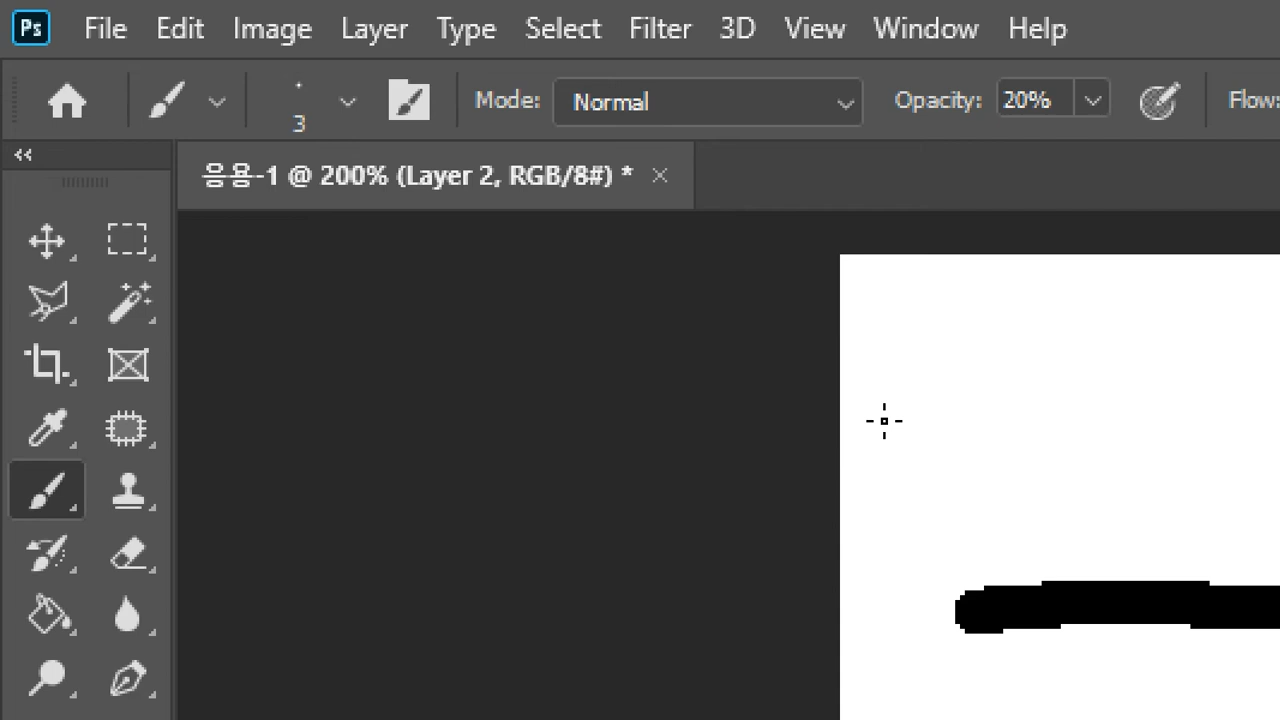 Ps File Edit Image Layer Type Select Filter 3D View Window Help
3 Mode: Normal Opacity: 20% Flow:
응용-1 @ 200% (Layer 2, RGB/8#) *